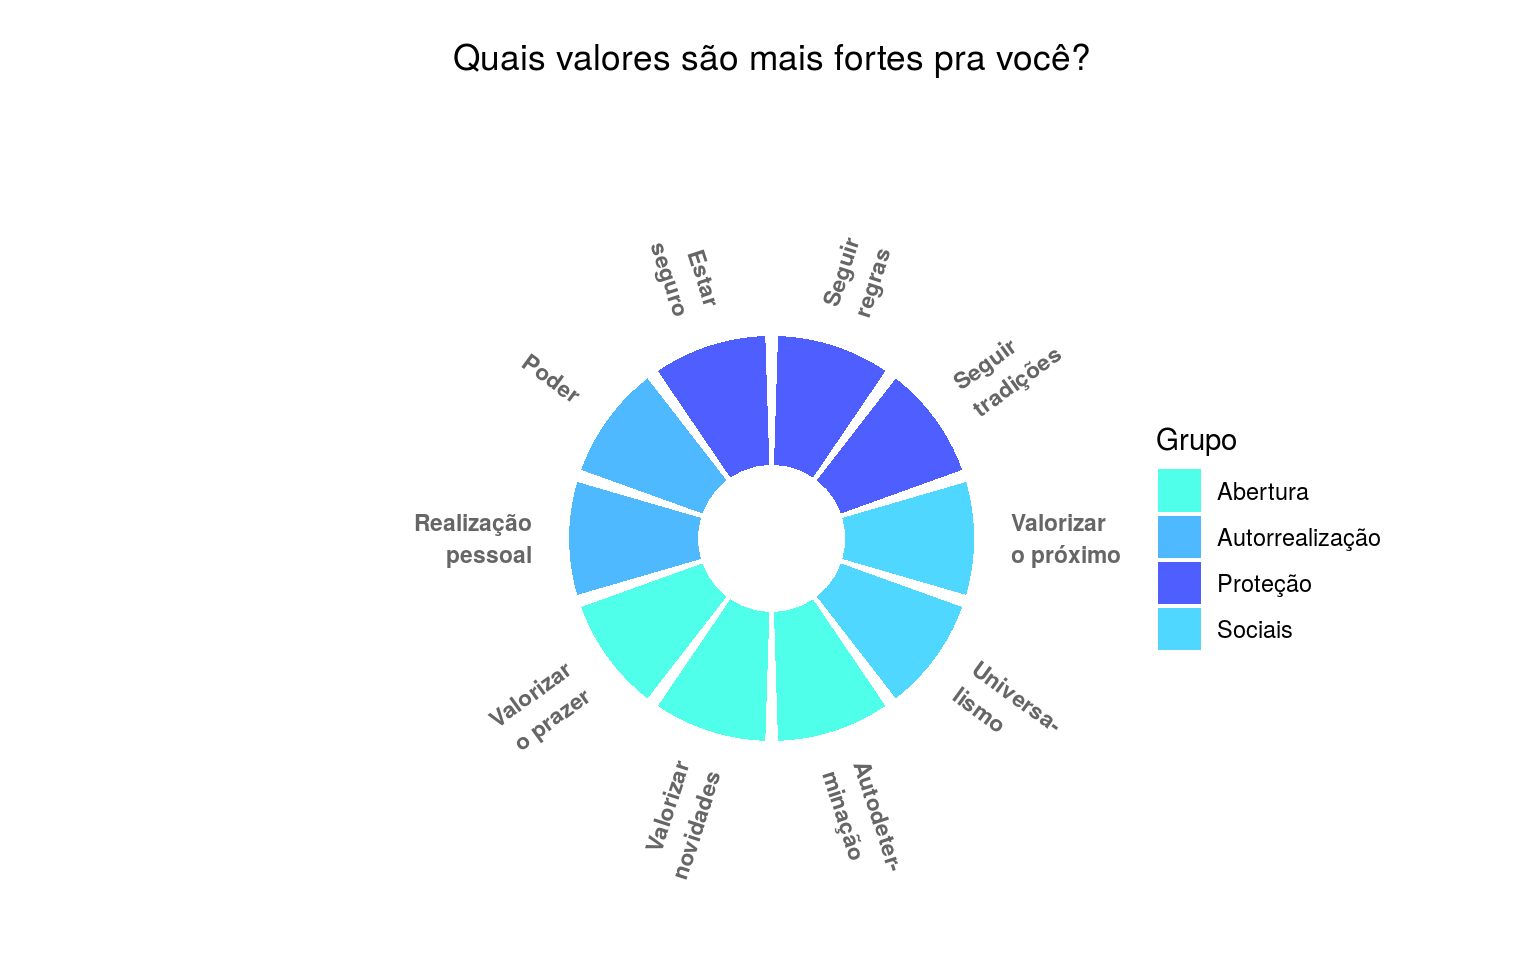 Quais valores são mais fortes pra você?
Estar
seguro
Seguir
regras
Poder
Seguir
tradições
Realização
pessoal
Valorizar
o próximo
Valorizar
o prazer
Universa-
lismo
Valorizar
novidades
Autodeter-
minação
Grupo
Abertura
Autorrealização
Proteção
Sociais